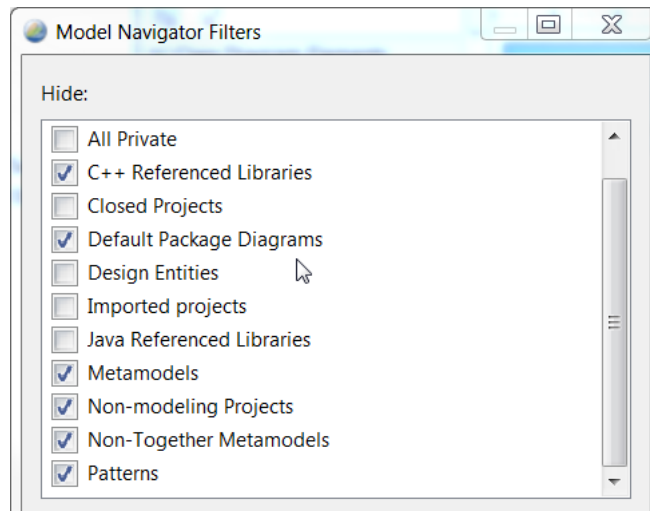 Model Navigator Filters
Hide:
All Private
C++ Referenced Libraries
Closed Projects
Default Package Diagrams
Design Entities
Imported projects
Java Referenced Libraries
Metamodels
Non-modeling Projects
Non-Together Metamodels
Patterns